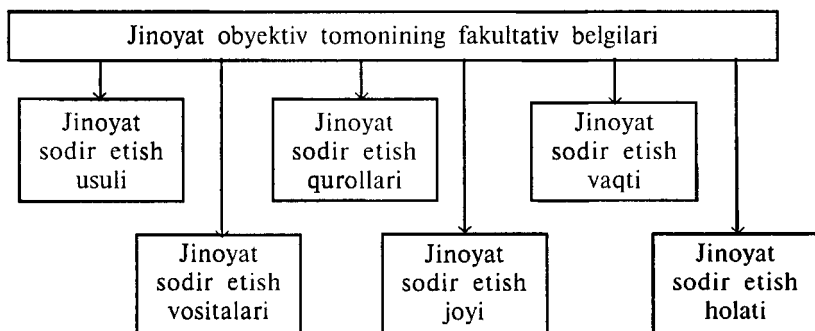 Jinoyat obyektiv tomonining fakultativ belgilari
Jinoyat
sodir etish
usuli
Jinoyat
sodir etish
qurollari
Jinoyat
sodir etish
vaqti
Jinoyat
sodir etish
vositalari
Jinoyat
sodir etish
joyi
Jinoyat
sodir etish
holati